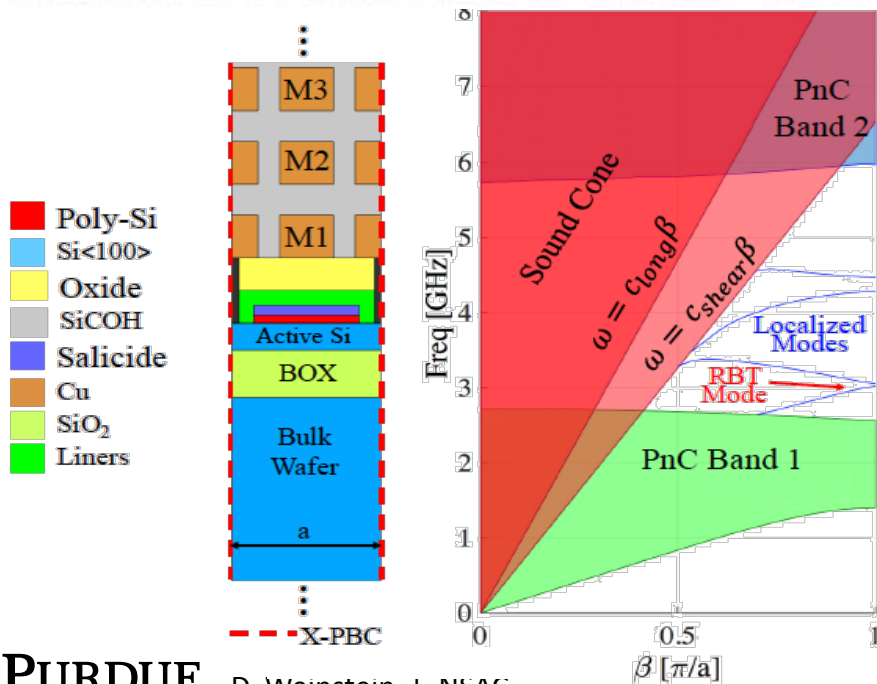 Poly-Si
Si<100>
Oxide
SiCOH
Salicide
Cu
SiO₂
Liners
M3
M2
M1
Active Si
BOX
Bulk
Wafer
a
X-PBC
Freq [GHz]
8
7
6
5
4
3
2
1
0
Sound Cone
ω = c_long β
ω = c_shear β
PnC
Band 2
Localized
Modes
RBT
Mode
PnC Band 1
0
0.5
1
β [π/a]
PURDUE